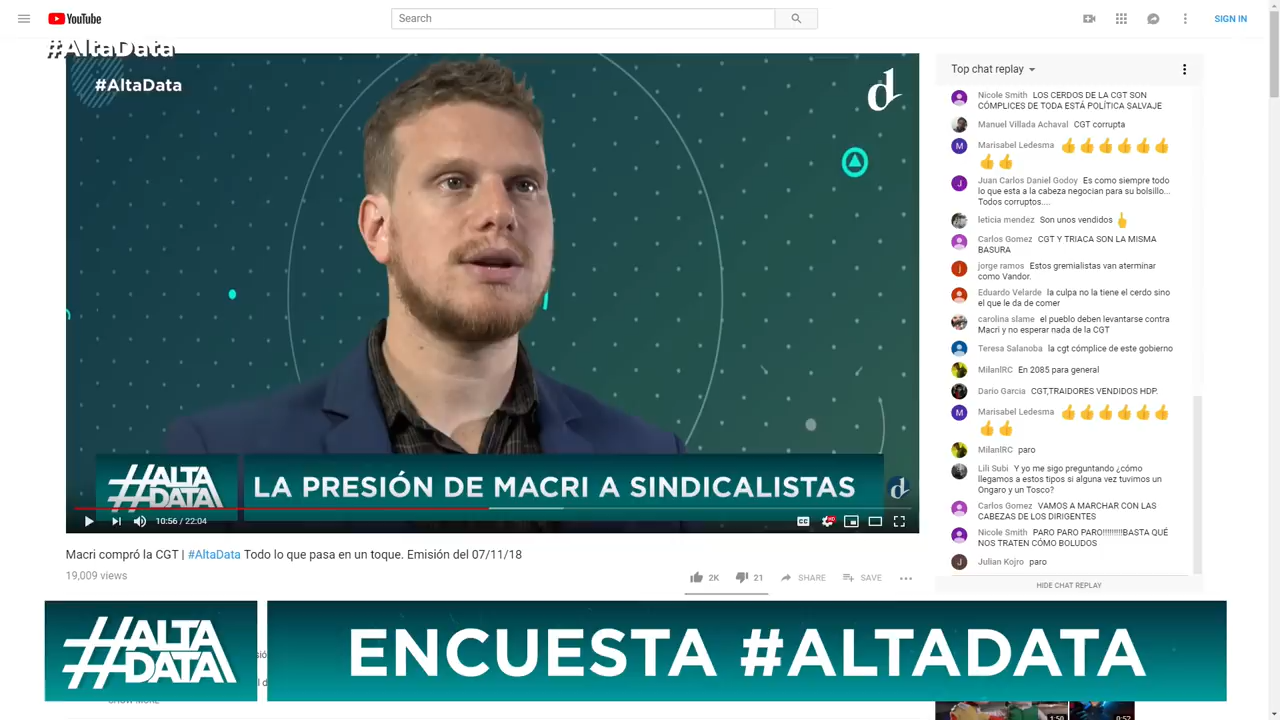 YouTube
Search
SIGN IN
#AltaData
#AltaData
#ALTA
DATA
LA PRESIÓN DE MACRI A SINDICALISTAS
10:56 / 22:04
Macri compró la CGT | #AltaData Todo lo que pasa en un toque. Emisión del 07/11/18
19,009 views
2K
21
SHARE
SAVE
Top chat replay
Nicole Smith LOS CERDOS DE LA CGT SON
CÓMPLICES DE TODA ESTÁ POLÍTICA SALVAJE
Manuel Villada Achaval CGT corrupta
Marisabel Ledesma 👍👍👍👍👍👍
👍👍
Juan Carlos Daniel Godoy Es como siempre todo
lo que esta a la cabeza negocian para su bolsillo...
Todos corruptos....
leticia mendez Son unos vendidos 🖕
Carlos Gomez CGT Y TRIACA SON LA MISMA
BASURA
jorge ramos Estos gremialistas van aterminar
como Vandor.
Eduardo Velarde la culpa no la tiene el cerdo sino
el que le da de comer
carolina slame el pueblo deben levantarse contra
Macri y no esperar nada de la CGT
Teresa Salanoba la cgt cómplice de este gobierno
MilanlRC En 2085 para general
Dario Garcia CGT,TRAIDORES VENDIDOS HDP.
Marisabel Ledesma 👍👍👍👍👍👍
👍👍
MilanlRC paro
Lili Subi Y yo me sigo preguntando ¿cómo
llegamos a estos tipos si alguna vez tuvimos un
Ongaro y un Tosco?
Carlos Gomez VAMOS A MARCHAR CON LAS
CABEZAS DE LOS DIRIGENTES
Nicole Smith PARO PARO PARO!!!!!!!!!BASTA QUÉ
NOS TRATEN CÓMO BOLUDOS
Julian Kojro paro
HIDE CHAT REPLAY
#ALTA
DATA
ENCUESTA #ALTADATA
1:50
0:52